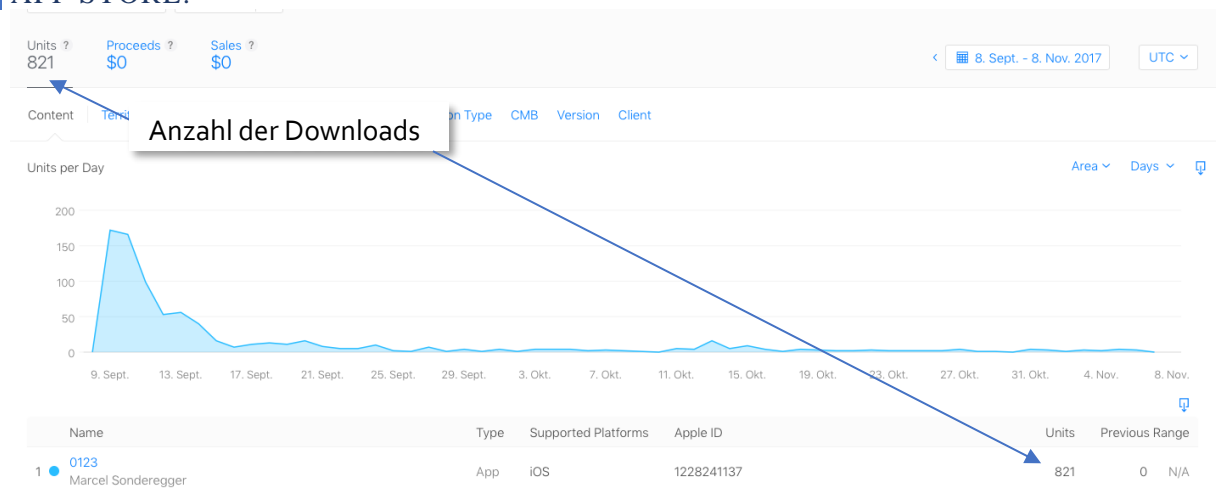 APP STORE:
Units ? Proceeds ? Sales ?
821 $0 $0
8. Sept. - 8. Nov. 2017 UTC
Content on Type CMB Version Client
Anzahl der Downloads
Units per Day Area Days
200
150
100
50
0
9. Sept. 13. Sept. 17. Sept. 21. Sept. 25. Sept. 29. Sept. 3. Okt. 7. Okt. 11. Okt. 15. Okt. 19. Okt. 23. Okt. 27. Okt. 31. Okt. 4. Nov. 8. Nov.
Name Type Supported Platforms Apple ID Units Previous Range
1 0123 App iOS 1228241137 821 0 N/A
Marcel Sonderegger